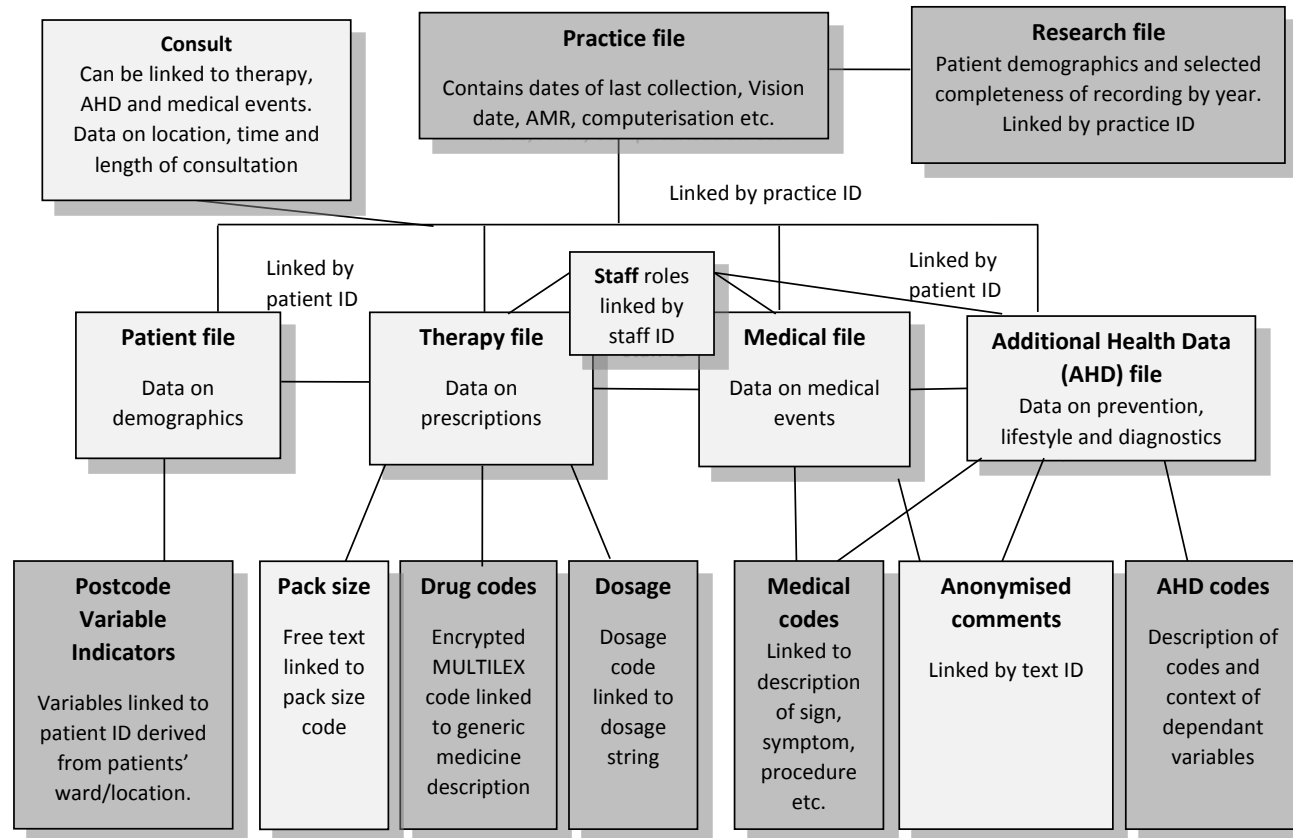 Consult
Can be linked to therapy,
AHD and medical events.
Data on location, time and
length of consultation
Practice file
Contains dates of last collection, Vision
date, AMR, computerisation etc.
Research file
Patient demographics and selected
completeness of recording by year.
Linked by practice ID
Linked by practice ID
Linked by
patient ID
Staff roles
linked by
staff ID
Linked by
patient ID
Patient file
Data on
demographics
Therapy file
Data on
prescriptions
Medical file
Data on medical
events
Additional Health Data
(AHD) file
Data on prevention,
lifestyle and diagnostics
Postcode
Variable
Indicators
Variables linked to
patient ID derived
from patients’
ward/location.
Pack size
Free text
linked to
pack size
code
Drug codes
Encrypted
MULTILEX
code linked
to generic
medicine
description
Dosage
Dosage
code
linked to
dosage
string
Medical
codes
Linked to
description
of sign,
symptom,
procedure
etc.
Anonymised
comments
Linked by text ID
AHD codes
Description of
codes and
context of
dependant
variables